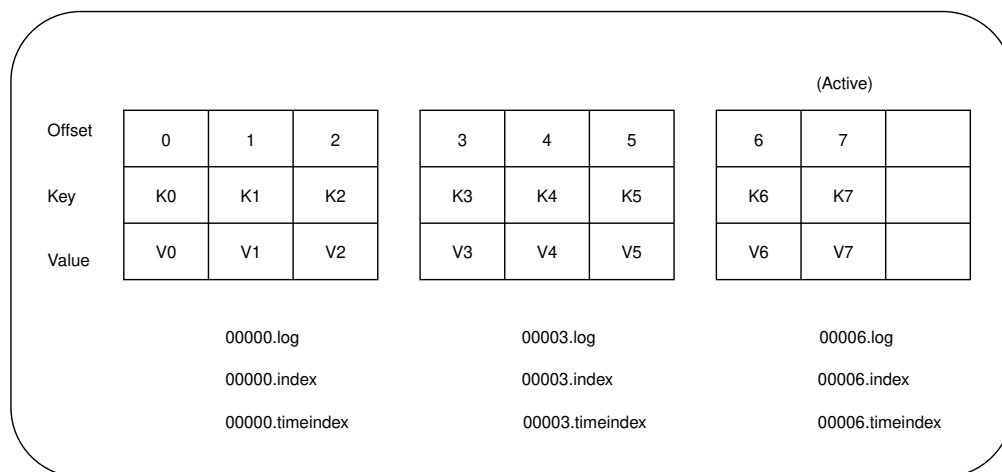 (Active)
Offset 0 1 2 3 4 5 6 7
Key K0 K1 K2 K3 K4 K5 K6 K7
Value V0 V1 V2 V3 V4 V5 V6 V7
00000.log 00003.log 00006.log
00000.index 00003.index 00006.index
00000.timeindex 00003.timeindex 00006.timeindex